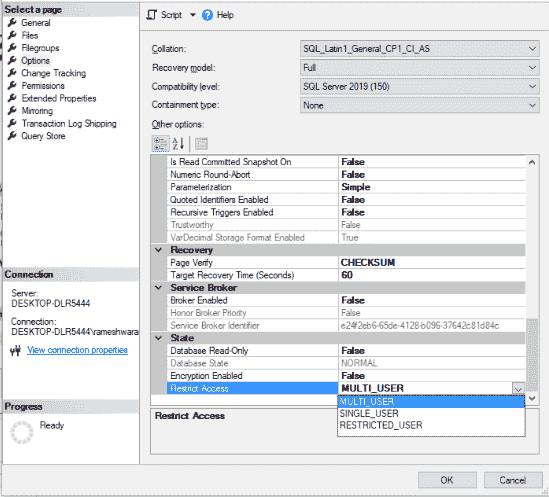 Select a page
General
Files
Filegroups
Options
Change Tracking
Permissions
Extended Properties
Mirroring
Transaction Log Shipping
Query Store
Connection
Server:
DESKTOP-DLR5444
Connection:
DESKTOP-DLR5444\rameshwara
View connection properties
Progress
Ready
Script Help
Collation: SQL_Latin1_General_CP1_CI_AS
Recovery model: Full
Compatibility level: SQL Server 2019 (150)
Containment type: None
Other options:
Is Read Committed Snapshot On False
Numeric Round-Abort False
Parameterization Simple
Quoted Identifiers Enabled False
Recursive Triggers Enabled False
Trustworthy False
VarDecimal Storage Format Enabled True
Recovery
Page Verify CHECKSUM
Target Recovery Time (Seconds) 60
Service Broker
Broker Enabled False
Honor Broker Priority False
Service Broker Identifier e24f2eb6-65de-4128-b096-37642c81d84c
State
Database Read-Only False
Database State NORMAL
Encryption Enabled False
Restrict Access MULTI_USER
MULTI_USER
SINGLE_USER
RESTRICTED_USER
Restrict Access
OK Cancel